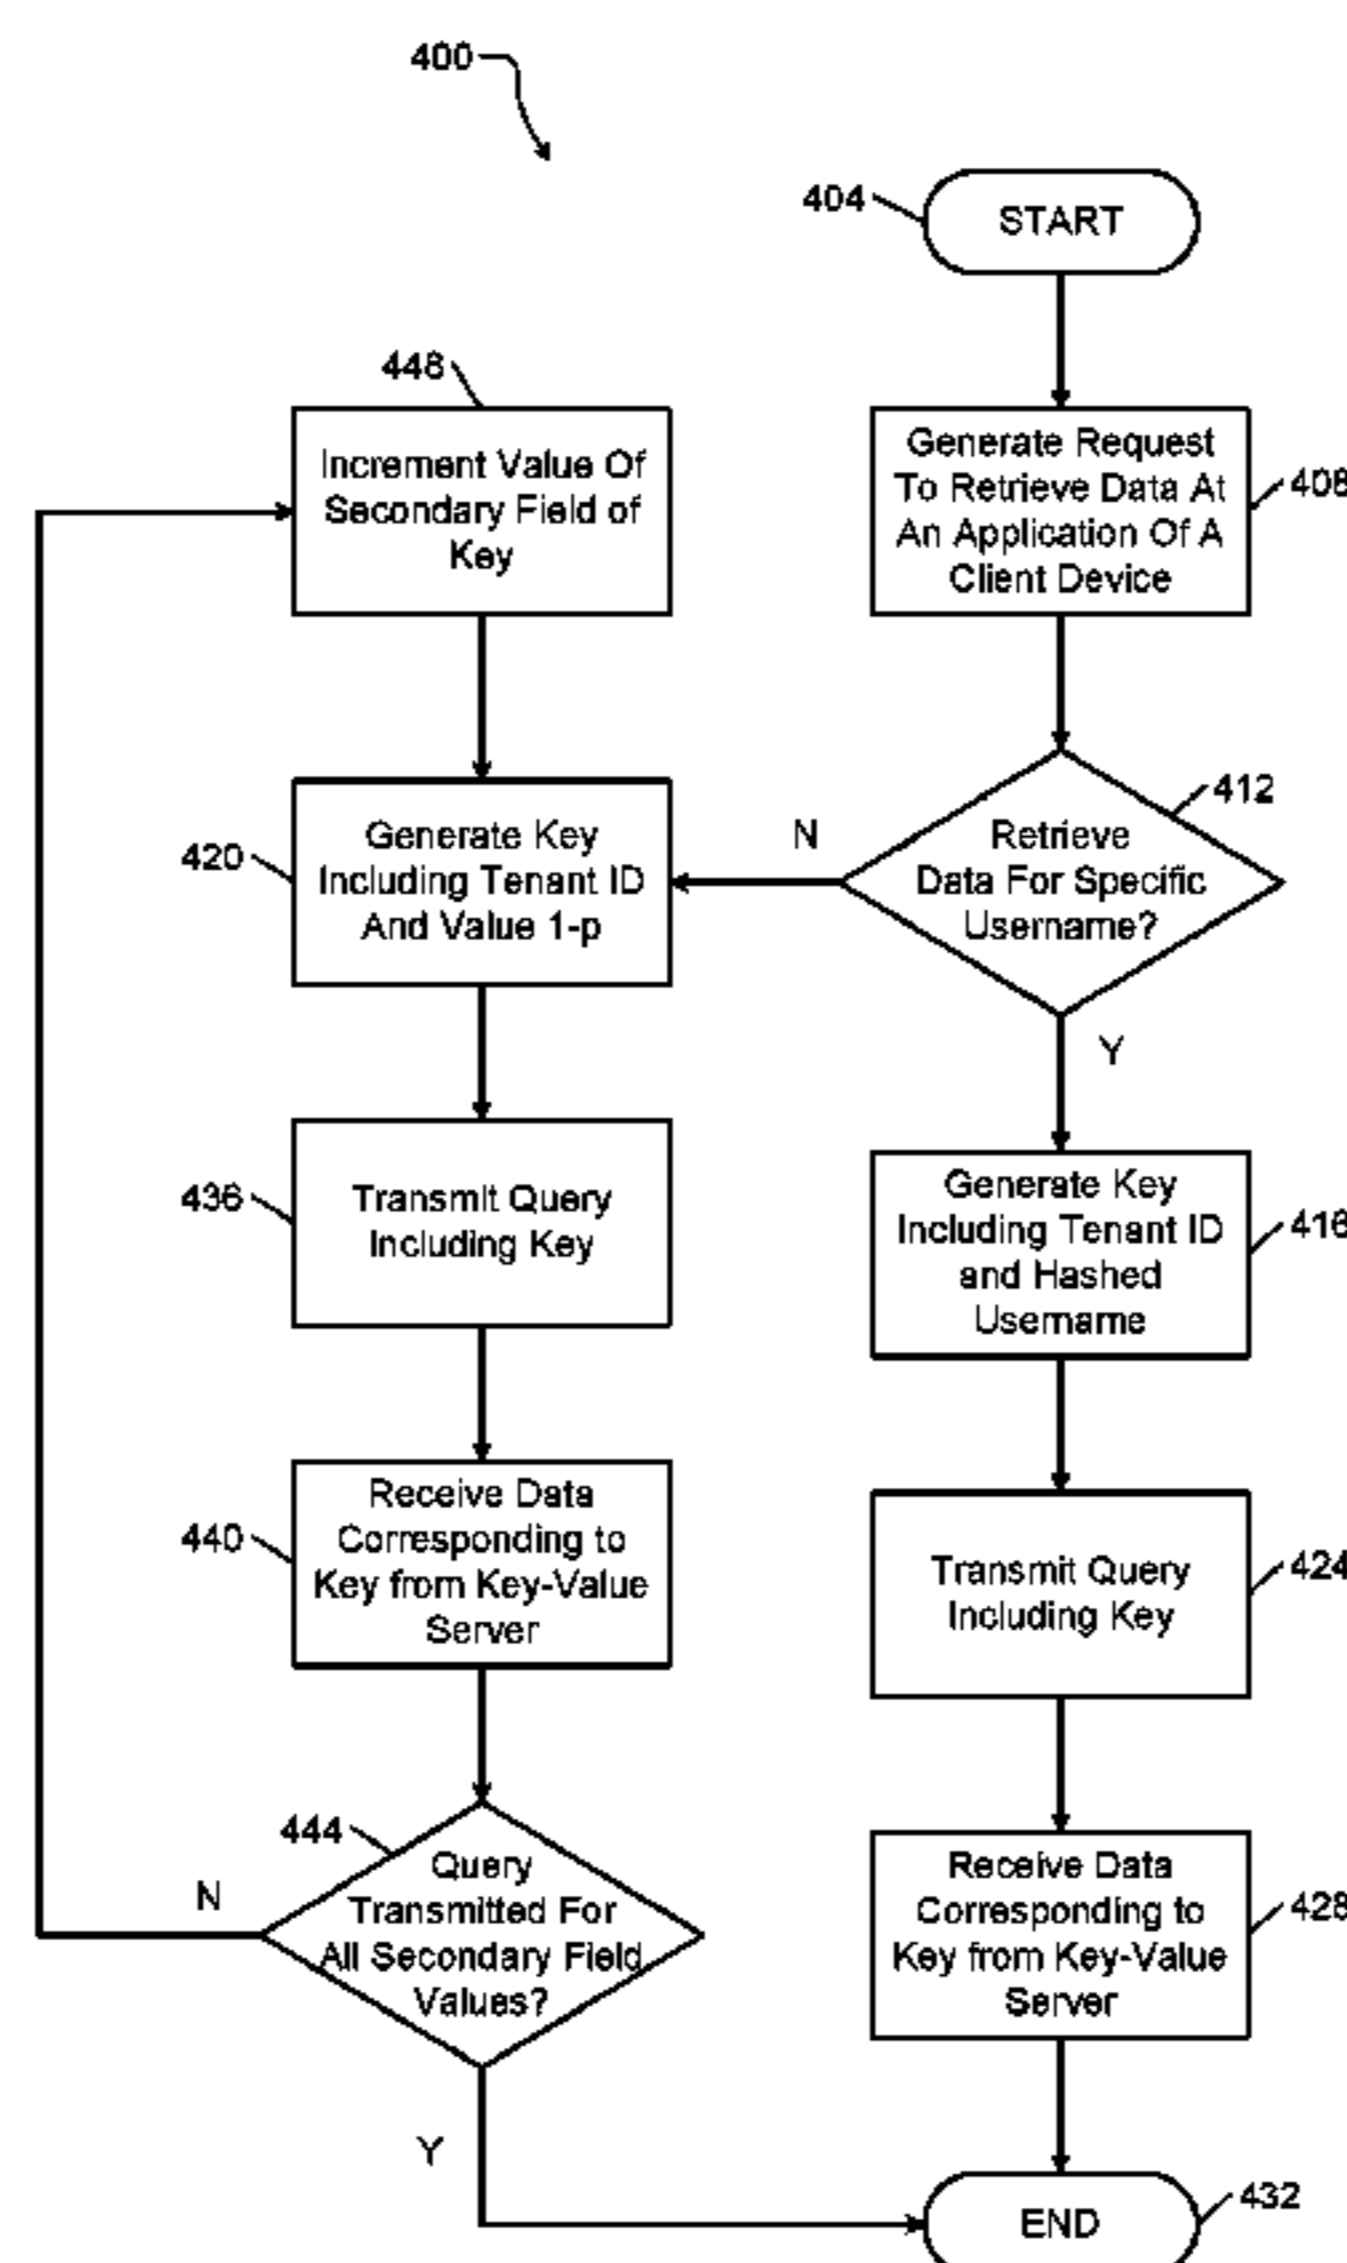 400
404
START
448
Increment Value Of
Secondary Field of
Key
Generate Request
To Retrieve Data At
An Application Of A
Client Device
408
412
Retrieve
Data For Specific
Username?
N
Y
420
Generate Key
Including Tenant ID
And Value 1-p
436
Transmit Query
Including Key
Generate Key
Including Tenant ID
and Hashed
Username
416
440
Receive Data
Corresponding to
Key from Key-Value
Server
Transmit Query
Including Key
424
444
Query
Transmitted For
All Secondary Field
Values?
N
Y
Receive Data
Corresponding to
Key from Key-Value
Server
428
END
432